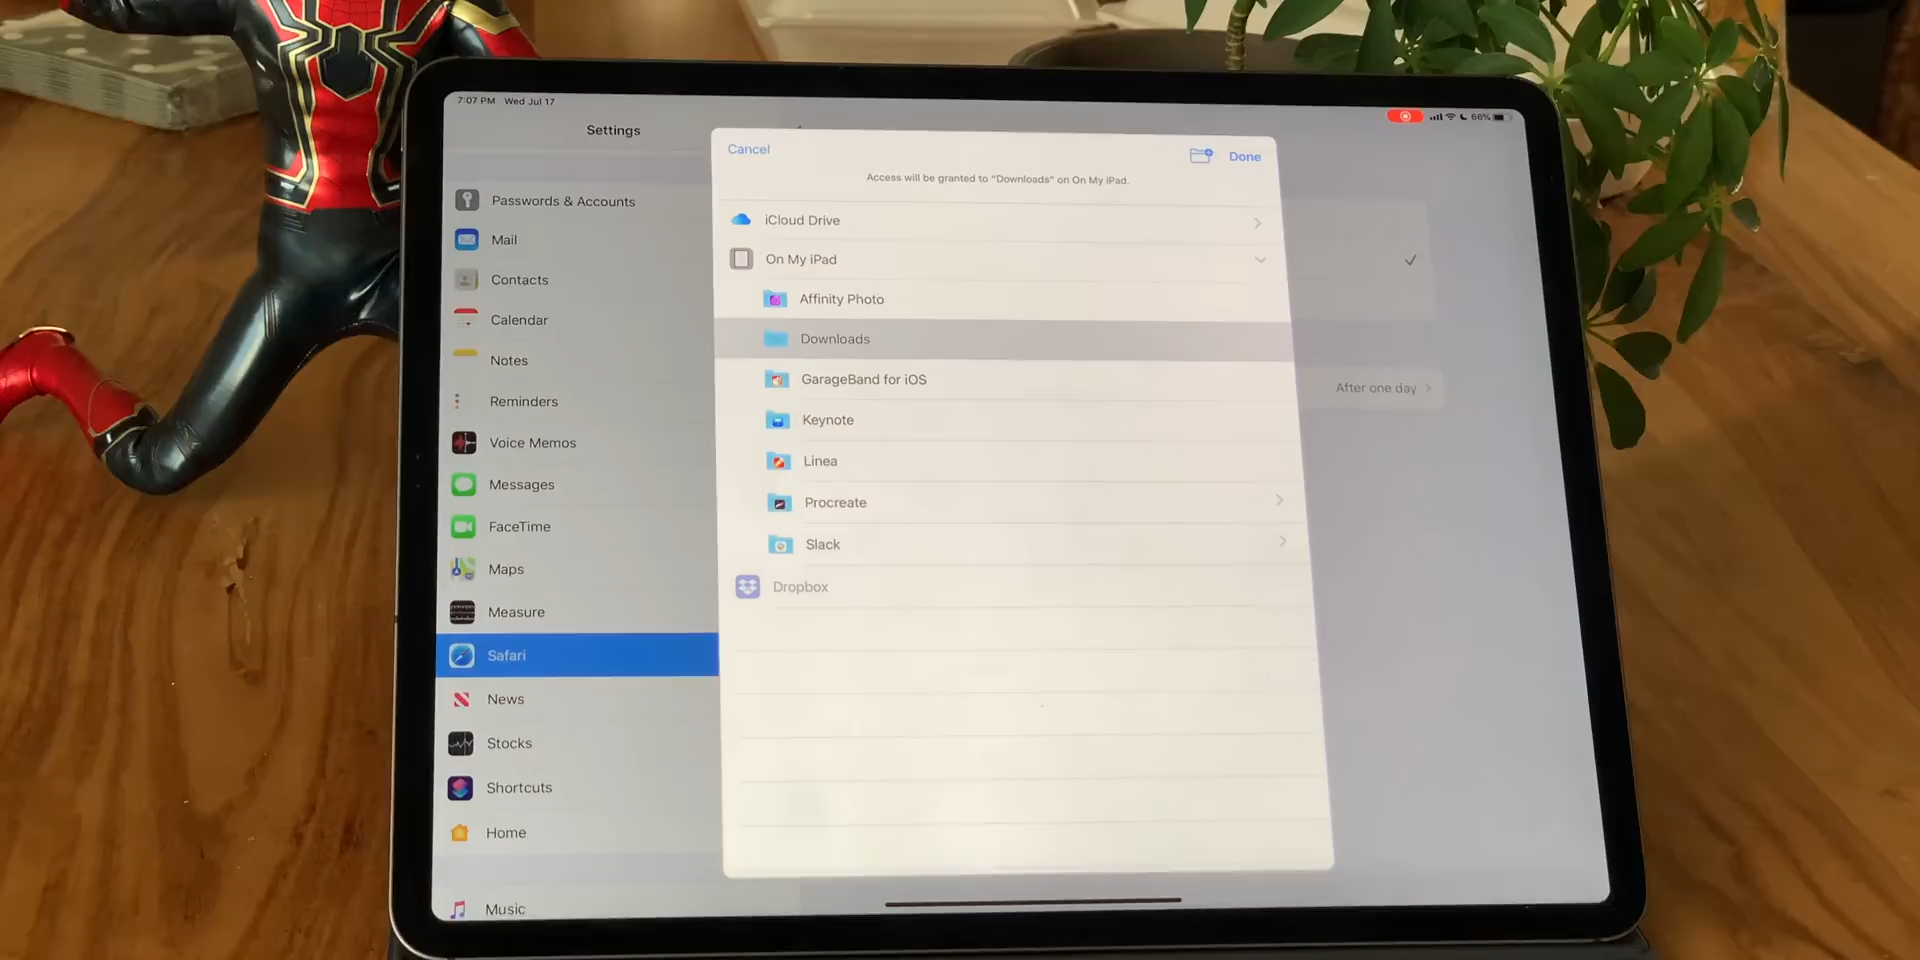 7:07 PM Wed Jul 17
66%
Settings
Passwords & Accounts
Mail
Contacts
Calendar
Notes
Reminders
Voice Memos
Messages
FaceTime
Maps
Measure
Safari
News
Stocks
Shortcuts
Home
Music
Cancel
Done
Access will be granted to "Downloads" on On My iPad.
iCloud Drive
On My iPad
Affinity Photo
Downloads
GarageBand for iOS
Keynote
Linea
Procreate
Slack
Dropbox
After one day